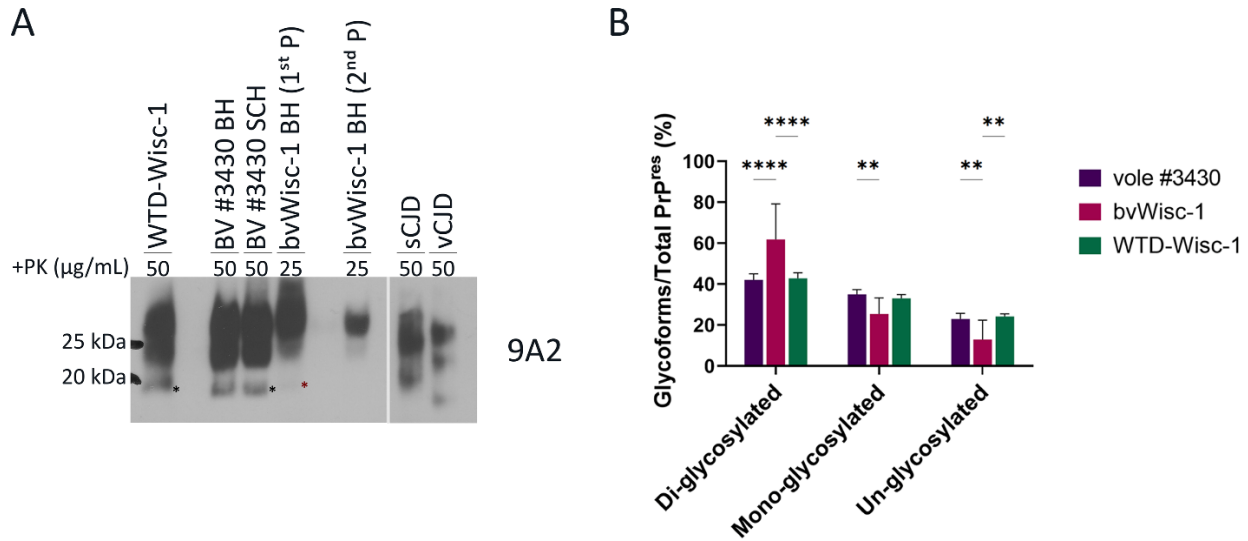 A
WTD-Wisc-1
BV #3430 BH
BV #3430 SCH
bvWisc-1 BH (1st P)
bvWisc-1 BH (2nd P)
sCJD
vCJD
+PK (µg/mL) 50 50 50 25 25 50 50
25 kDa
20 kDa
* * *
9A2
B
Glycoforms/Total PrPres (%)
100
80
60
40
20
0
**** **
**** ** **
Di-glycosylated
Mono-glycosylated
Un-glycosylated
vole #3430
bvWisc-1
WTD-Wisc-1